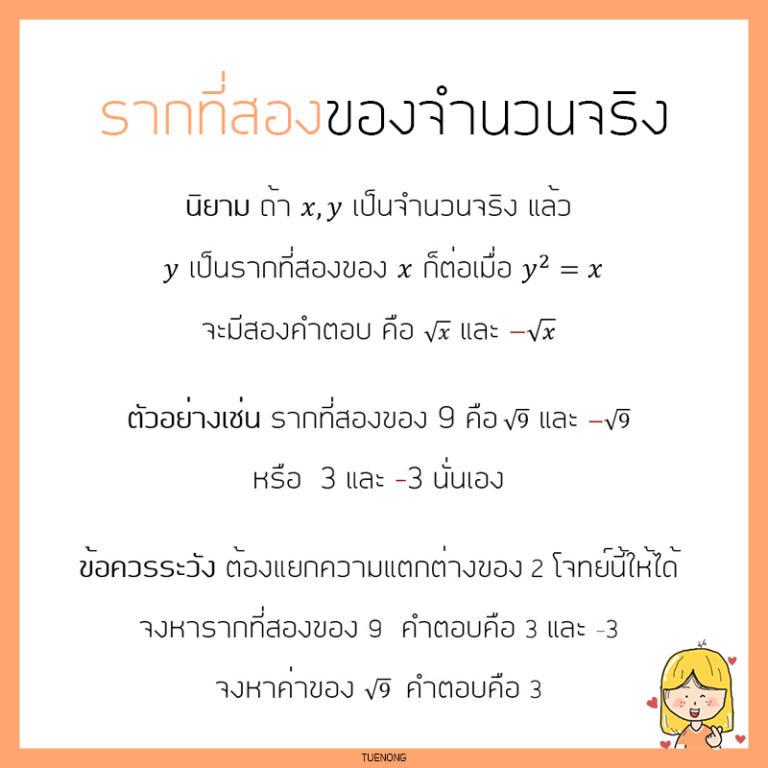 รากที่สองของจำนวนจริง
นิยาม ถ้า x, y เป็นจำนวนจริง แล้ว
y เป็นรากที่สองของ x ก็ต่อเมื่อ y² = x
จะมีสองคำตอบ คือ √x และ −√x
ตัวอย่างเช่น รากที่สองของ 9 คือ √9 และ −√9
หรือ 3 และ -3 นั่นเอง
ข้อควรระวัง ต้องแยกความแตกต่างของ 2 โจทย์นี้ให้ได้
จงหารากที่สองของ 9 คำตอบคือ 3 และ -3
จงหาค่าของ √9 คำตอบคือ 3
TUENONG